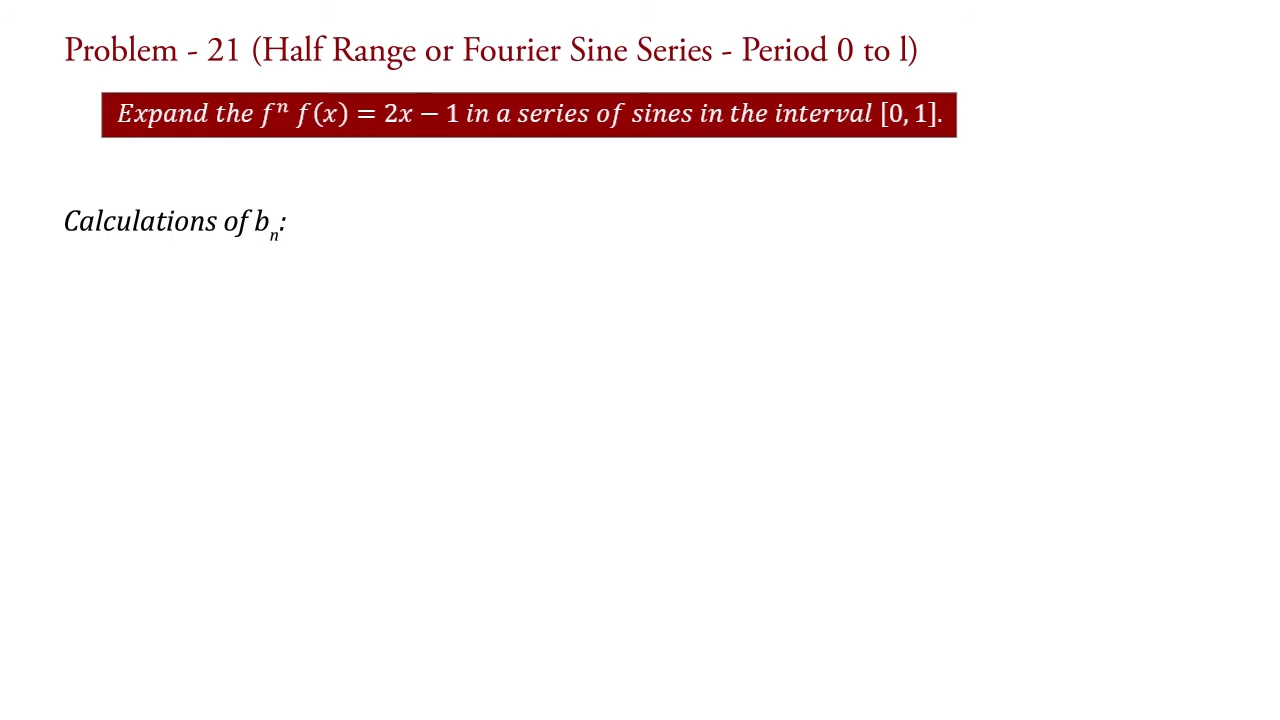 Problem - 21 (Half Range or Fourier Sine Series - Period 0 to l)
Expand the fⁿ f(x) = 2x − 1 in a series of sines in the interval [0, 1].
Calculations of bₙ: